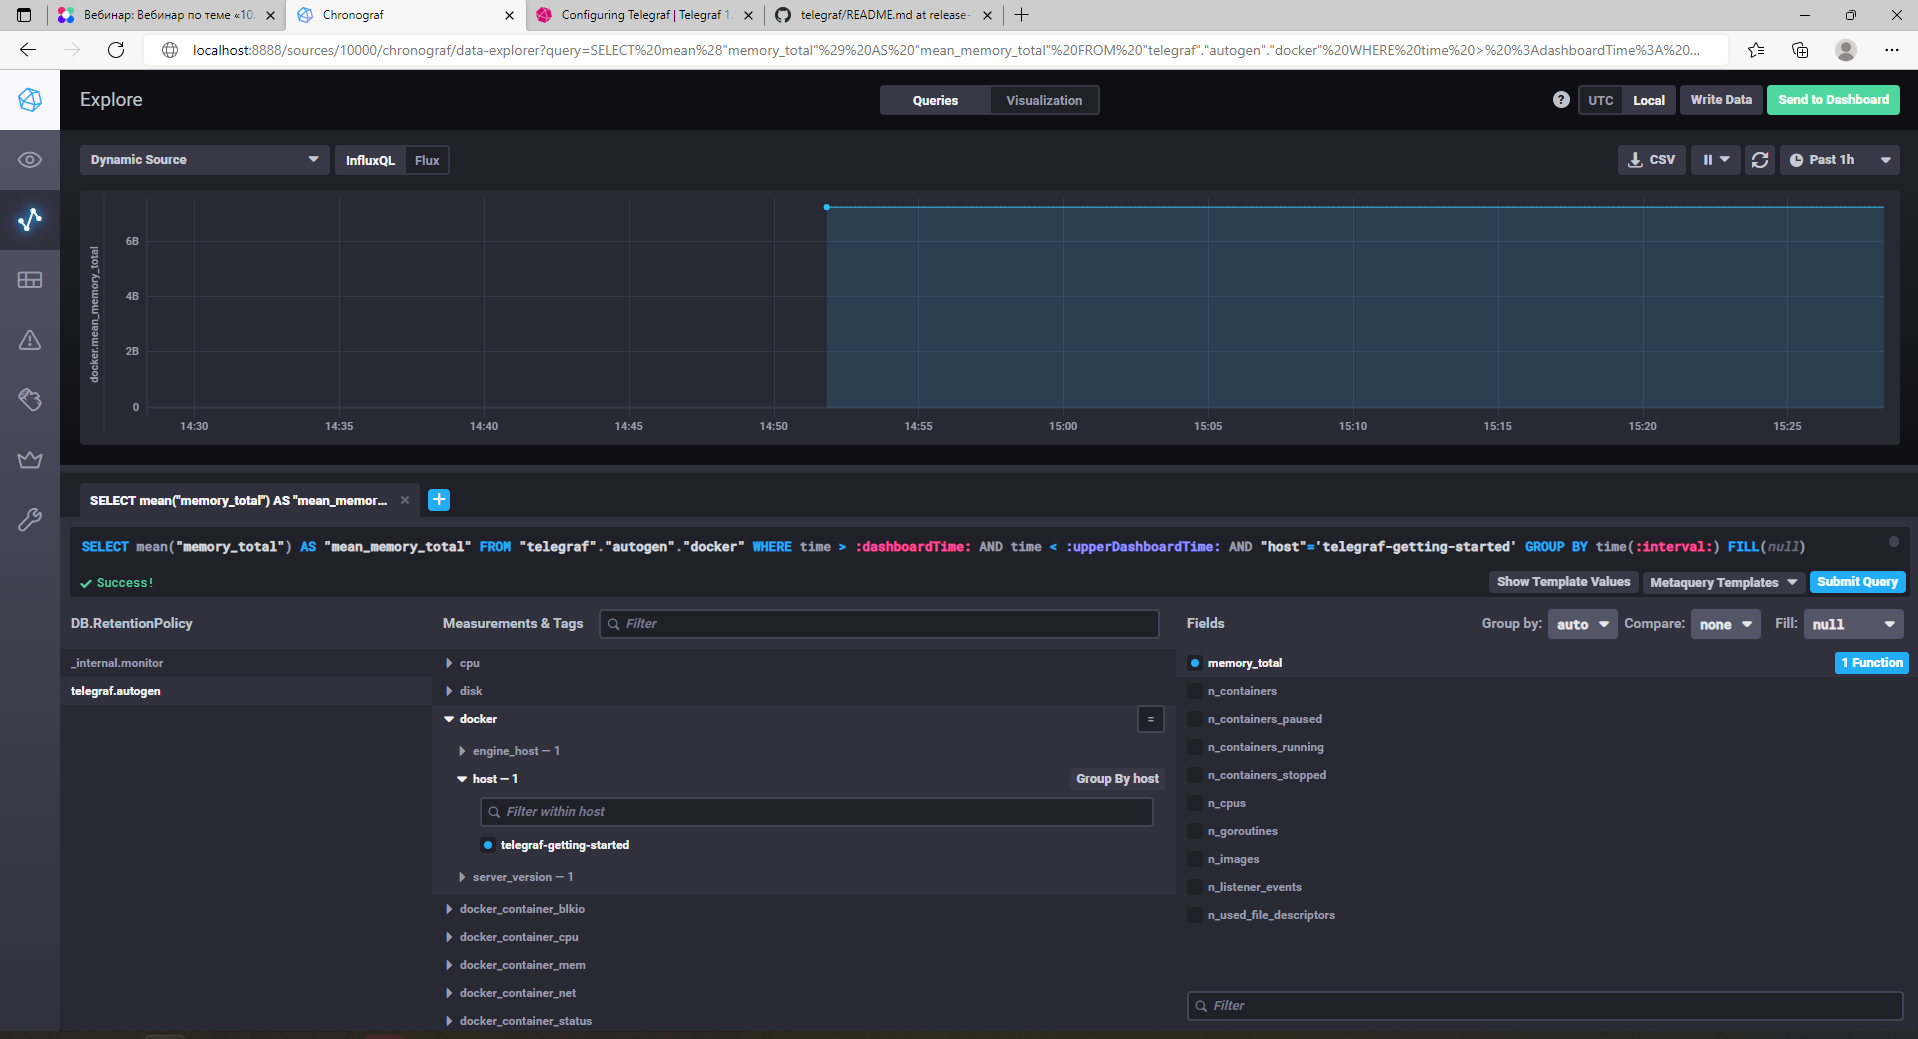 Вебинар: Вебинар по теме «10.
Chronograf
Configuring Telegraf | Telegraf 1.
telegraf/README.md at release-
localhost:8888/sources/10000/chronograf/data-explorer?query=SELECT%20mean%28"memory_total"%29%20AS%20"mean_memory_total"%20FROM%20"telegraf"."autogen"."docker"%20WHERE%20time%20>%20%3AdashboardTime%3A%20...
Explore
Queries
Visualization
?
UTC
Local
Write Data
Send to Dashboard
Dynamic Source
InfluxQL
Flux
CSV
Past 1h
docker.mean_memory_total
6B
4B
2B
0
14:30
14:35
14:40
14:45
14:50
14:55
15:00
15:05
15:10
15:15
15:20
15:25
SELECT mean("memory_total") AS "mean_memor...
SELECT mean("memory_total") AS "mean_memory_total" FROM "telegraf"."autogen"."docker" WHERE time > :dashboardTime: AND time < :upperDashboardTime: AND "host"='telegraf-getting-started' GROUP BY time(:interval:) FILL(null)
Success!
Show Template Values
Metaquery Templates
Submit Query
DB.RetentionPolicy
Measurements & Tags
Filter
Fields
Group by:
auto
Compare:
none
Fill:
null
_internal.monitor
telegraf.autogen
cpu
disk
docker
=
engine_host — 1
host — 1
Group By host
Filter within host
telegraf-getting-started
server_version — 1
docker_container_blkio
docker_container_cpu
docker_container_mem
docker_container_net
docker_container_status
memory_total
1 Function
n_containers
n_containers_paused
n_containers_running
n_containers_stopped
n_cpus
n_goroutines
n_images
n_listener_events
n_used_file_descriptors
Filter